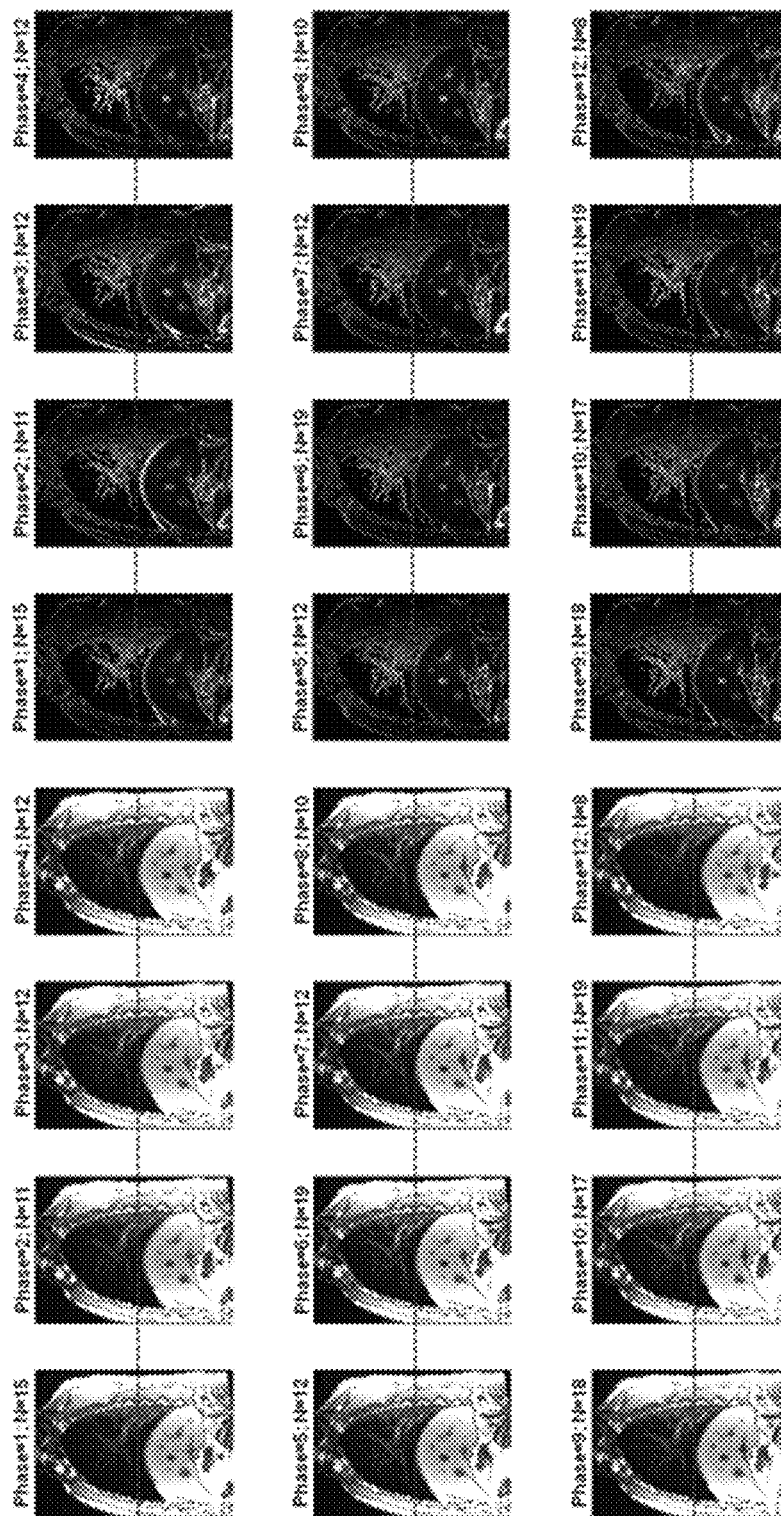 Phase=1; N=15
Phase=2; N=11
Phase=3; N=12
Phase=4; N=12
Phase=1; N=15
Phase=2; N=11
Phase=3; N=12
Phase=4; N=12
Phase=5; N=12
Phase=6; N=19
Phase=7; N=12
Phase=8; N=10
Phase=5; N=12
Phase=6; N=19
Phase=7; N=12
Phase=8; N=10
Phase=9; N=18
Phase=10; N=17
Phase=11; N=19
Phase=12; N=8
Phase=9; N=18
Phase=10; N=17
Phase=11; N=19
Phase=12; N=8